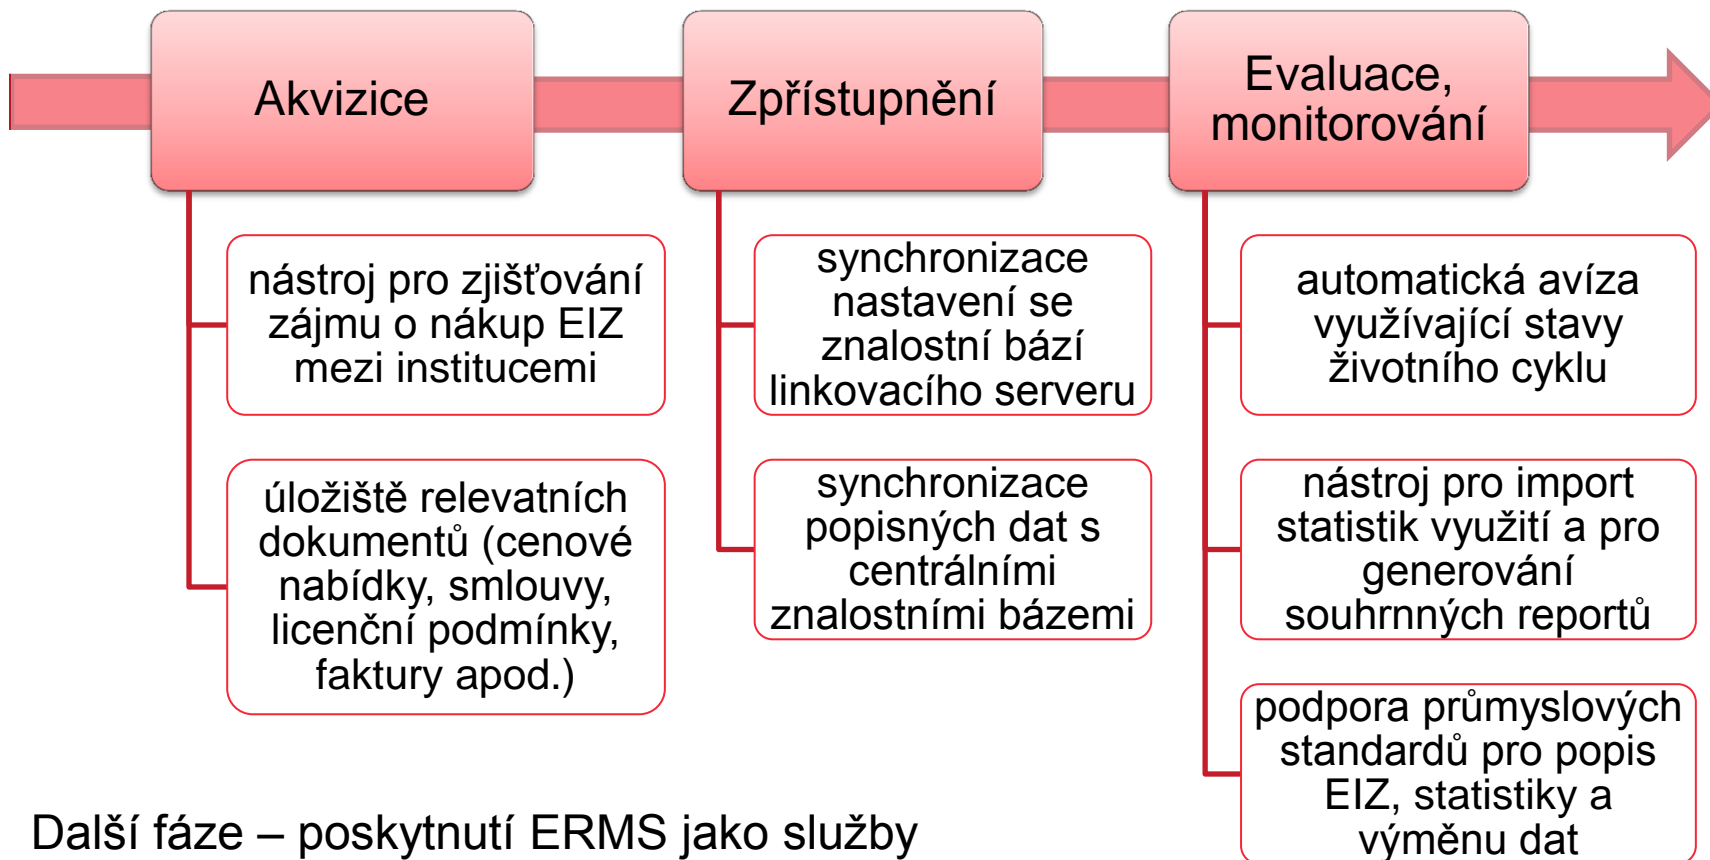 Akvizice
nástroj pro zjišťování
zájmu o nákup EIZ
mezi institucemi
úložiště relevatních
dokumentů (cenové
nabídky, smlouvy,
licenční podmínky,
faktury apod.)
Zpřístupnění
synchronizace
nastavení se
znalostní bází
linkovacího serveru
synchronizace
popisných dat s
centrálními
znalostními bázemi
Evaluace,
monitorování
automatická avíza
využívající stavy
životního cyklu
nástroj pro import
statistik využití a pro
generování
souhrnných reportů
podpora průmyslových
standardů pro popis
EIZ, statistiky a
výměnu dat
Další fáze – poskytnutí ERMS jako služby